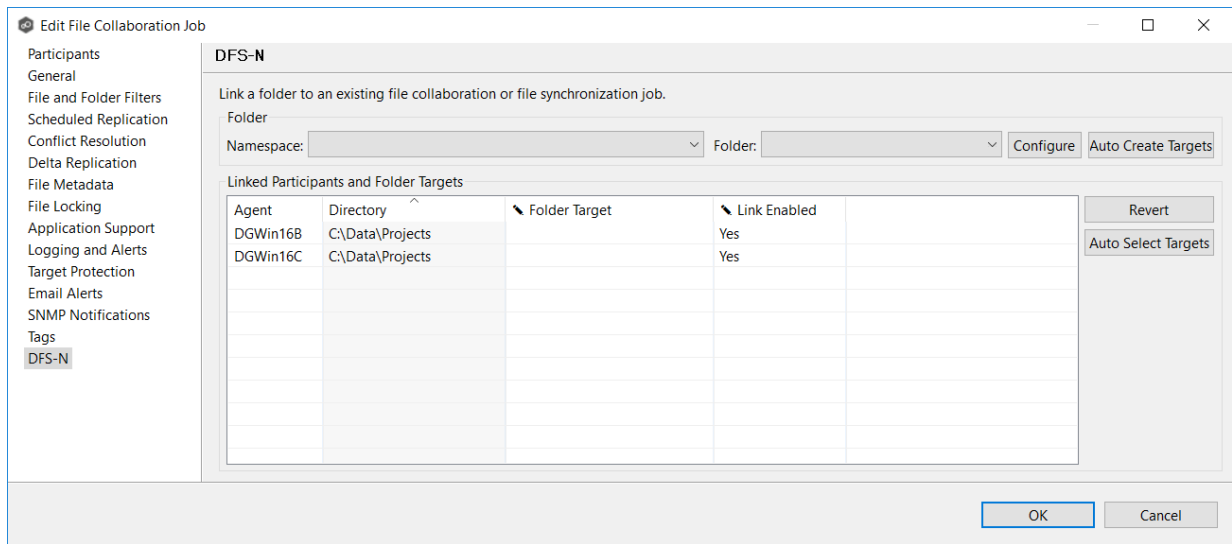 Edit File Collaboration Job
Participants
General
File and Folder Filters
Scheduled Replication
Conflict Resolution
Delta Replication
File Metadata
File Locking
Application Support
Logging and Alerts
Target Protection
Email Alerts
SNMP Notifications
Tags
DFS-N
DFS-N
Link a folder to an existing file collaboration or file synchronization job.
Folder
Namespace: Folder: Configure Auto Create Targets
Linked Participants and Folder Targets
Agent Directory Folder Target Link Enabled
DGWin16B C:\Data\Projects Yes
DGWin16C C:\Data\Projects Yes
Revert
Auto Select Targets
OK Cancel